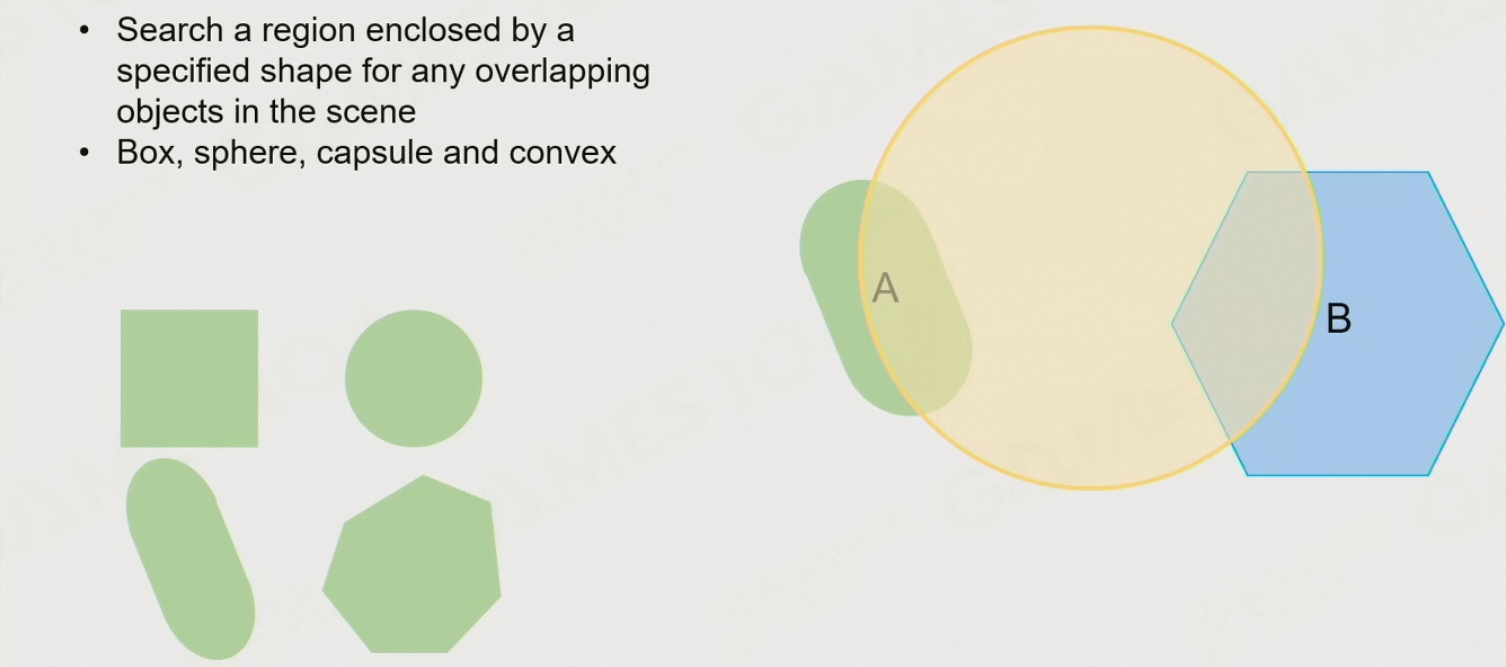 • Search a region enclosed by a
specified shape for any overlapping
objects in the scene
• Box, sphere, capsule and convex
A
B